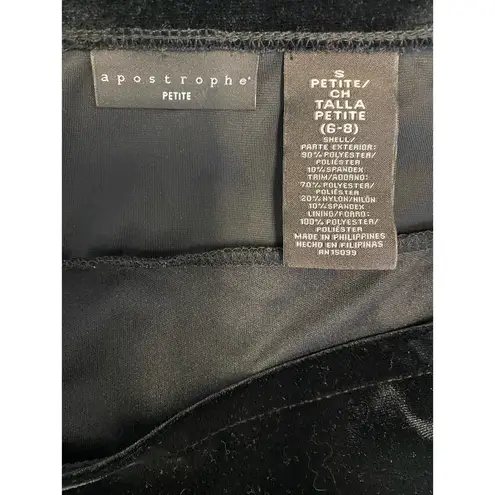 apostrophe®
PETITE
S
PETITE/
CH
TALLA
PETITE
(6-8)
SHELL/
PARTE EXTERIOR:
90% POLYESTER/
POLIÉSTER
10% SPANDEX
TRIM/ADORNO:
70% POLYESTER/
POLIÉSTER
20% NYLON/NILÓN
10% SPANDEX
LINING/FORRO:
100% POLYESTER/
POLIÉSTER
MADE IN PHILIPPINES
HECHO EN FILIPINAS
RN15099